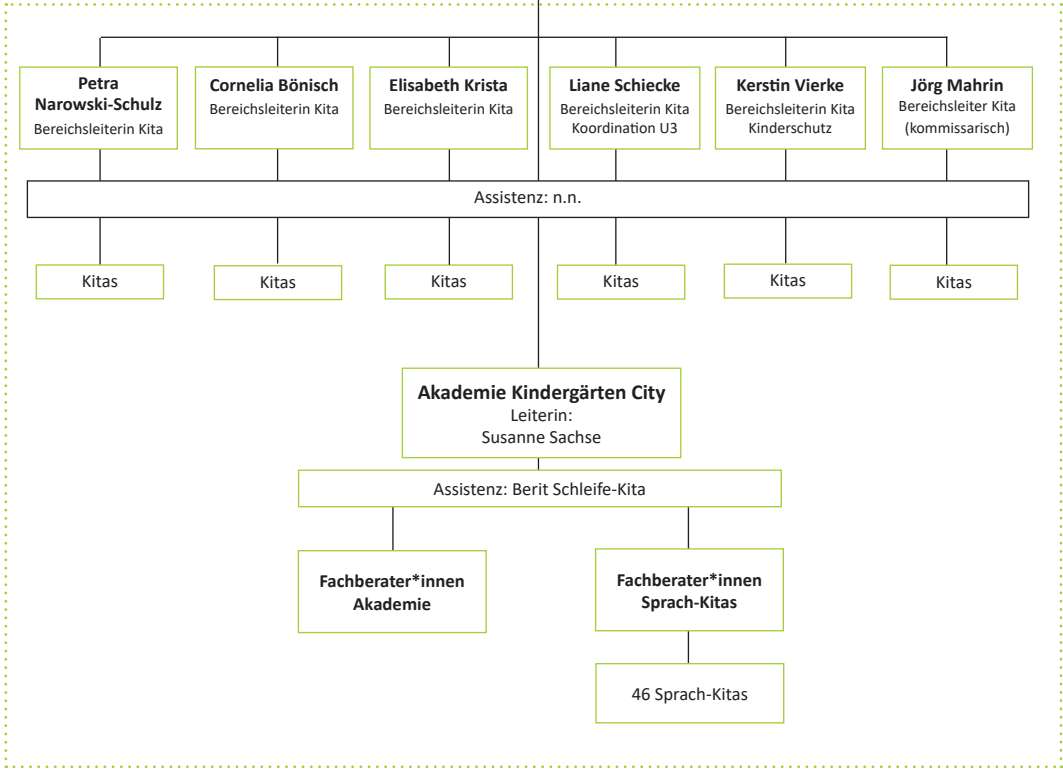 Petra
Narowski-Schulz
Bereichsleiterin Kita
Cornelia Bönisch
Bereichsleiterin Kita
Elisabeth Krista
Bereichsleiterin Kita
Liane Schiecke
Bereichsleiterin Kita
Koordination U3
Kerstin Vierke
Bereichsleiterin Kita
Kinderschutz
Jörg Mahrin
Bereichsleiter Kita
(kommissarisch)
Assistenz: n.n.
Kitas
Kitas
Kitas
Kitas
Kitas
Kitas
Akademie Kindergärten City
Leiterin:
Susanne Sachse
Assistenz: Berit Schleife-Kita
Fachberater*innen
Akademie
Fachberater*innen
Sprach-Kitas
46 Sprach-Kitas